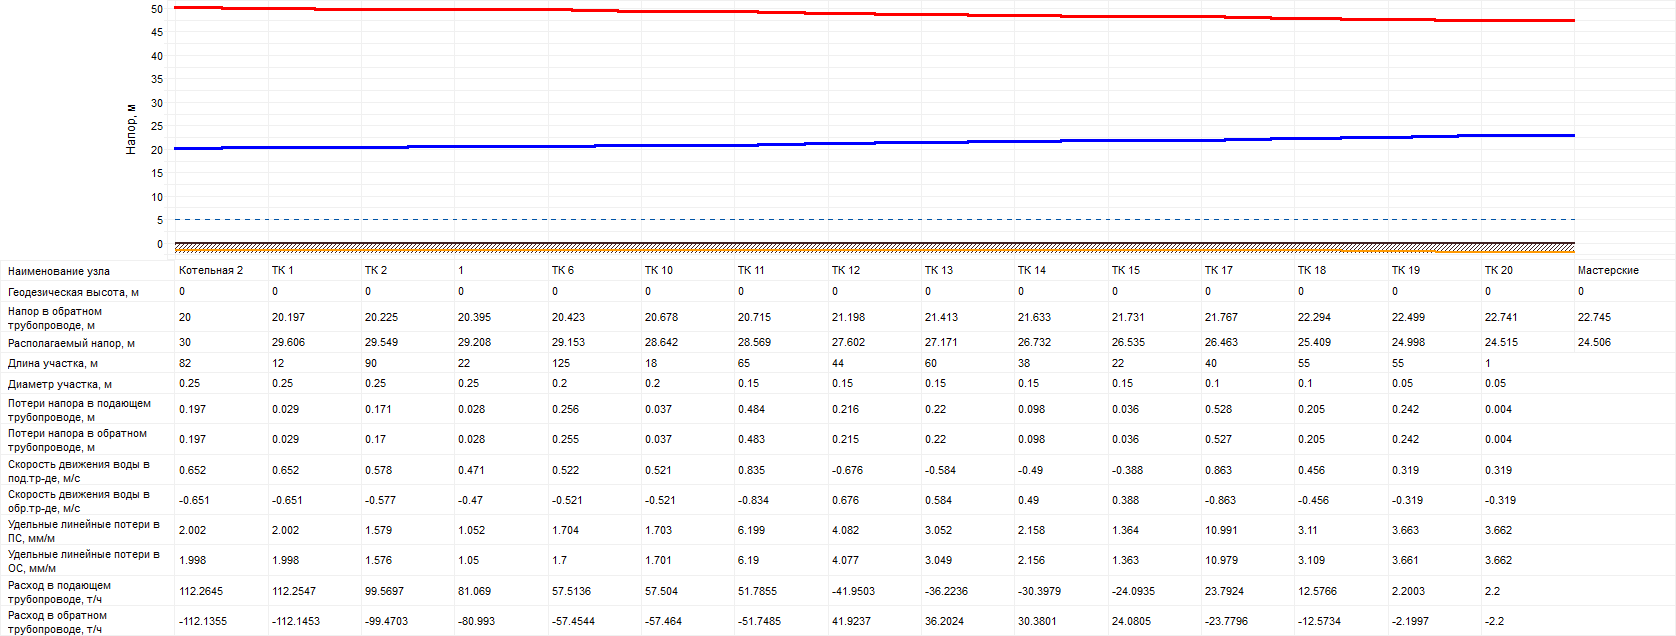 50
45
40
35
30
25
20
15
10
5
0
Напор, м
Наименование узла Котельная 2 ТК 1 ТК 2 1 ТК 6 ТК 10 ТК 11 ТК 12 ТК 13 ТК 14 ТК 15 ТК 17 ТК 18 ТК 19 ТК 20 Мастерские
Геодезическая высота, м 0 0 0 0 0 0 0 0 0 0 0 0 0 0 0 0
Напор в обратном
трубопроводе, м 20 20.197 20.225 20.395 20.423 20.678 20.715 21.198 21.413 21.633 21.731 21.767 22.294 22.499 22.741 22.745
Располагаемый напор, м 30 29.606 29.549 29.208 29.153 28.642 28.569 27.602 27.171 26.732 26.535 26.463 25.409 24.998 24.515 24.506
Длина участка, м 82 12 90 22 125 18 65 44 60 38 22 40 55 55 1
Диаметр участка, м 0.25 0.25 0.25 0.25 0.2 0.2 0.15 0.15 0.15 0.15 0.15 0.1 0.1 0.05 0.05
Потери напора в подающем
трубопроводе, м 0.197 0.029 0.171 0.028 0.256 0.037 0.484 0.216 0.22 0.098 0.036 0.528 0.205 0.242 0.004
Потери напора в обратном
трубопроводе, м 0.197 0.029 0.17 0.028 0.255 0.037 0.483 0.215 0.22 0.098 0.036 0.527 0.205 0.242 0.004
Скорость движения воды в
под.тр-де, м/с 0.652 0.652 0.578 0.471 0.522 0.521 0.835 -0.676 -0.584 -0.49 -0.388 0.863 0.456 0.319 0.319
Скорость движения воды в
обр.тр-де, м/с -0.651 -0.651 -0.577 -0.47 -0.521 -0.521 -0.834 0.676 0.584 0.49 0.388 -0.863 -0.456 -0.319 -0.319
Удельные линейные потери в
ПС, мм/м 2.002 2.002 1.579 1.052 1.704 1.703 6.199 4.082 3.052 2.158 1.364 10.991 3.11 3.663 3.662
Удельные линейные потери в
ОС, мм/м 1.998 1.998 1.576 1.05 1.7 1.701 6.19 4.077 3.049 2.156 1.363 10.979 3.109 3.661 3.662
Расход в подающем
трубопроводе, т/ч 112.2645 112.2547 99.5697 81.069 57.5136 57.504 51.7855 -41.9503 -36.2236 -30.3979 -24.0935 23.7924 12.5766 2.2003 2.2
Расход в обратном
трубопроводе, т/ч -112.1355 -112.1453 -99.4703 -80.993 -57.4544 -57.464 -51.7485 41.9237 36.2024 30.3801 24.0805 -23.7796 -12.5734 -2.1997 -2.2